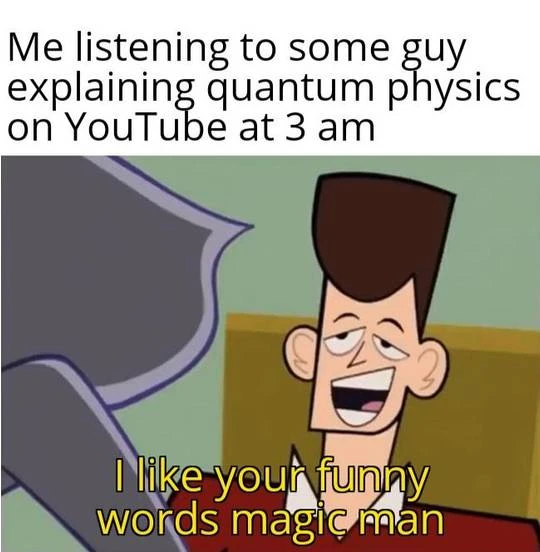 Me listening to some guy
explaining quantum physics
on YouTube at 3 am
I like your funny
words magic man